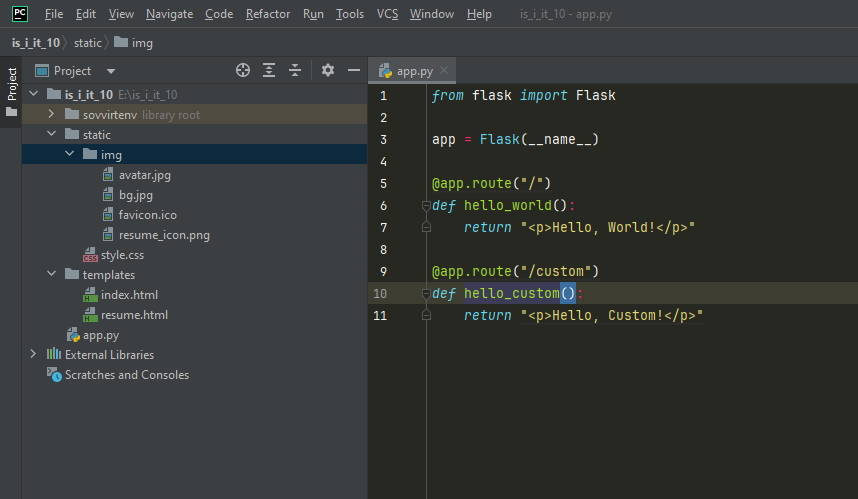 PC File Edit View Navigate Code Refactor Run Tools VCS Window Help is_i_it_10 - app.py
is_i_it_10 static img
Project
Project
app.py
is_i_it_10 E:\is_i_it_10
sovvirtenv library root
static
img
avatar.jpg
bg.jpg
favicon.ico
resume_icon.png
CSS style.css
templates
H index.html
H resume.html
app.py
External Libraries
Scratches and Consoles
1 from flask import Flask
2
3 app = Flask(__name__)
4
5 @app.route("/")
6 def hello_world():
7 return "<p>Hello, World!</p>"
8
9 @app.route("/custom")
10 def hello_custom():
11 return "<p>Hello, Custom!</p>"